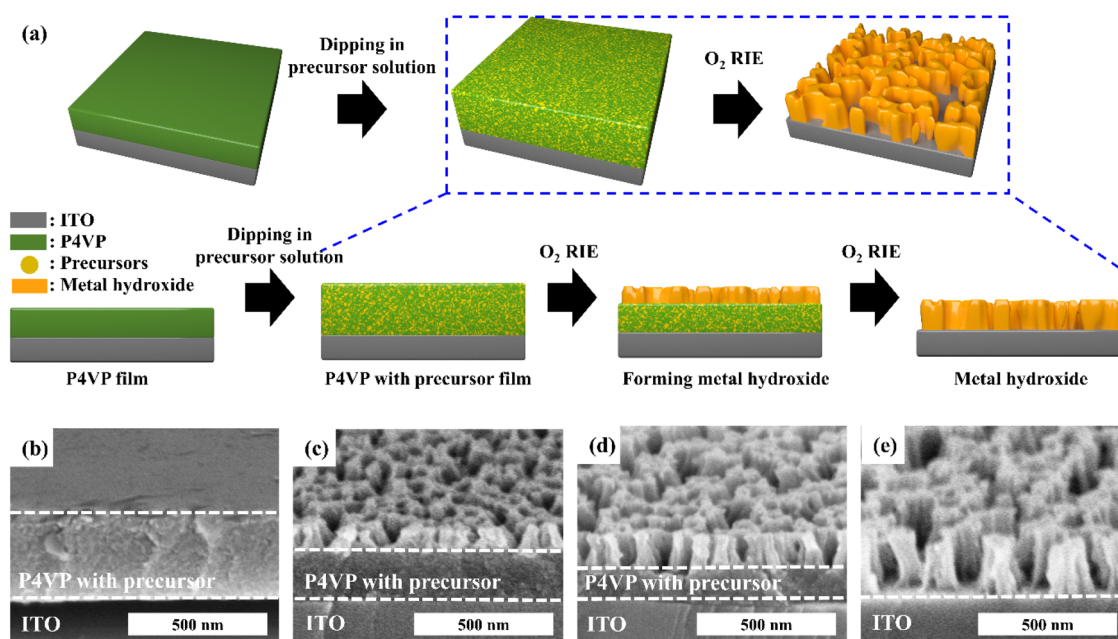 (a)
Dipping in
precursor solution
O₂ RIE
: ITO
: P4VP
: Precursors
: Metal hydroxide
Dipping in
precursor solution
O₂ RIE
O₂ RIE
P4VP film
P4VP with precursor film
Forming metal hydroxide
Metal hydroxide
(b)
P4VP with precursor
ITO
500 nm
(c)
P4VP with precursor
ITO
500 nm
(d)
P4VP with precursor
ITO
500 nm
(e)
ITO
500 nm